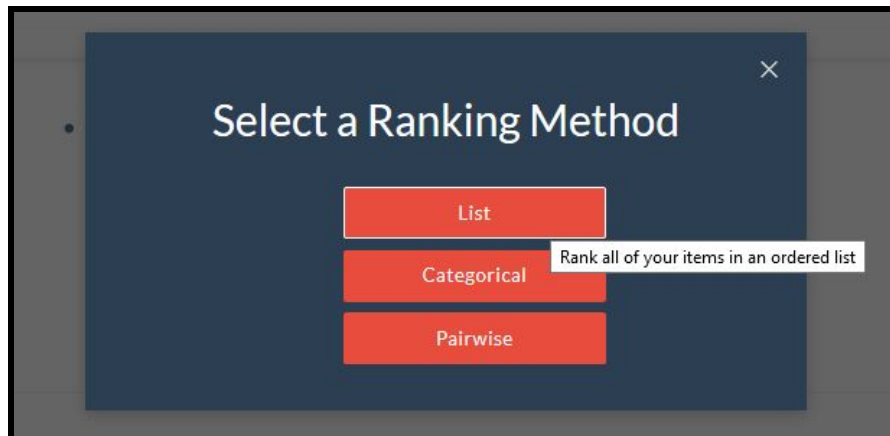 Select a Ranking Method
List
Rank all of your items in an ordered list
Categorical
Pairwise